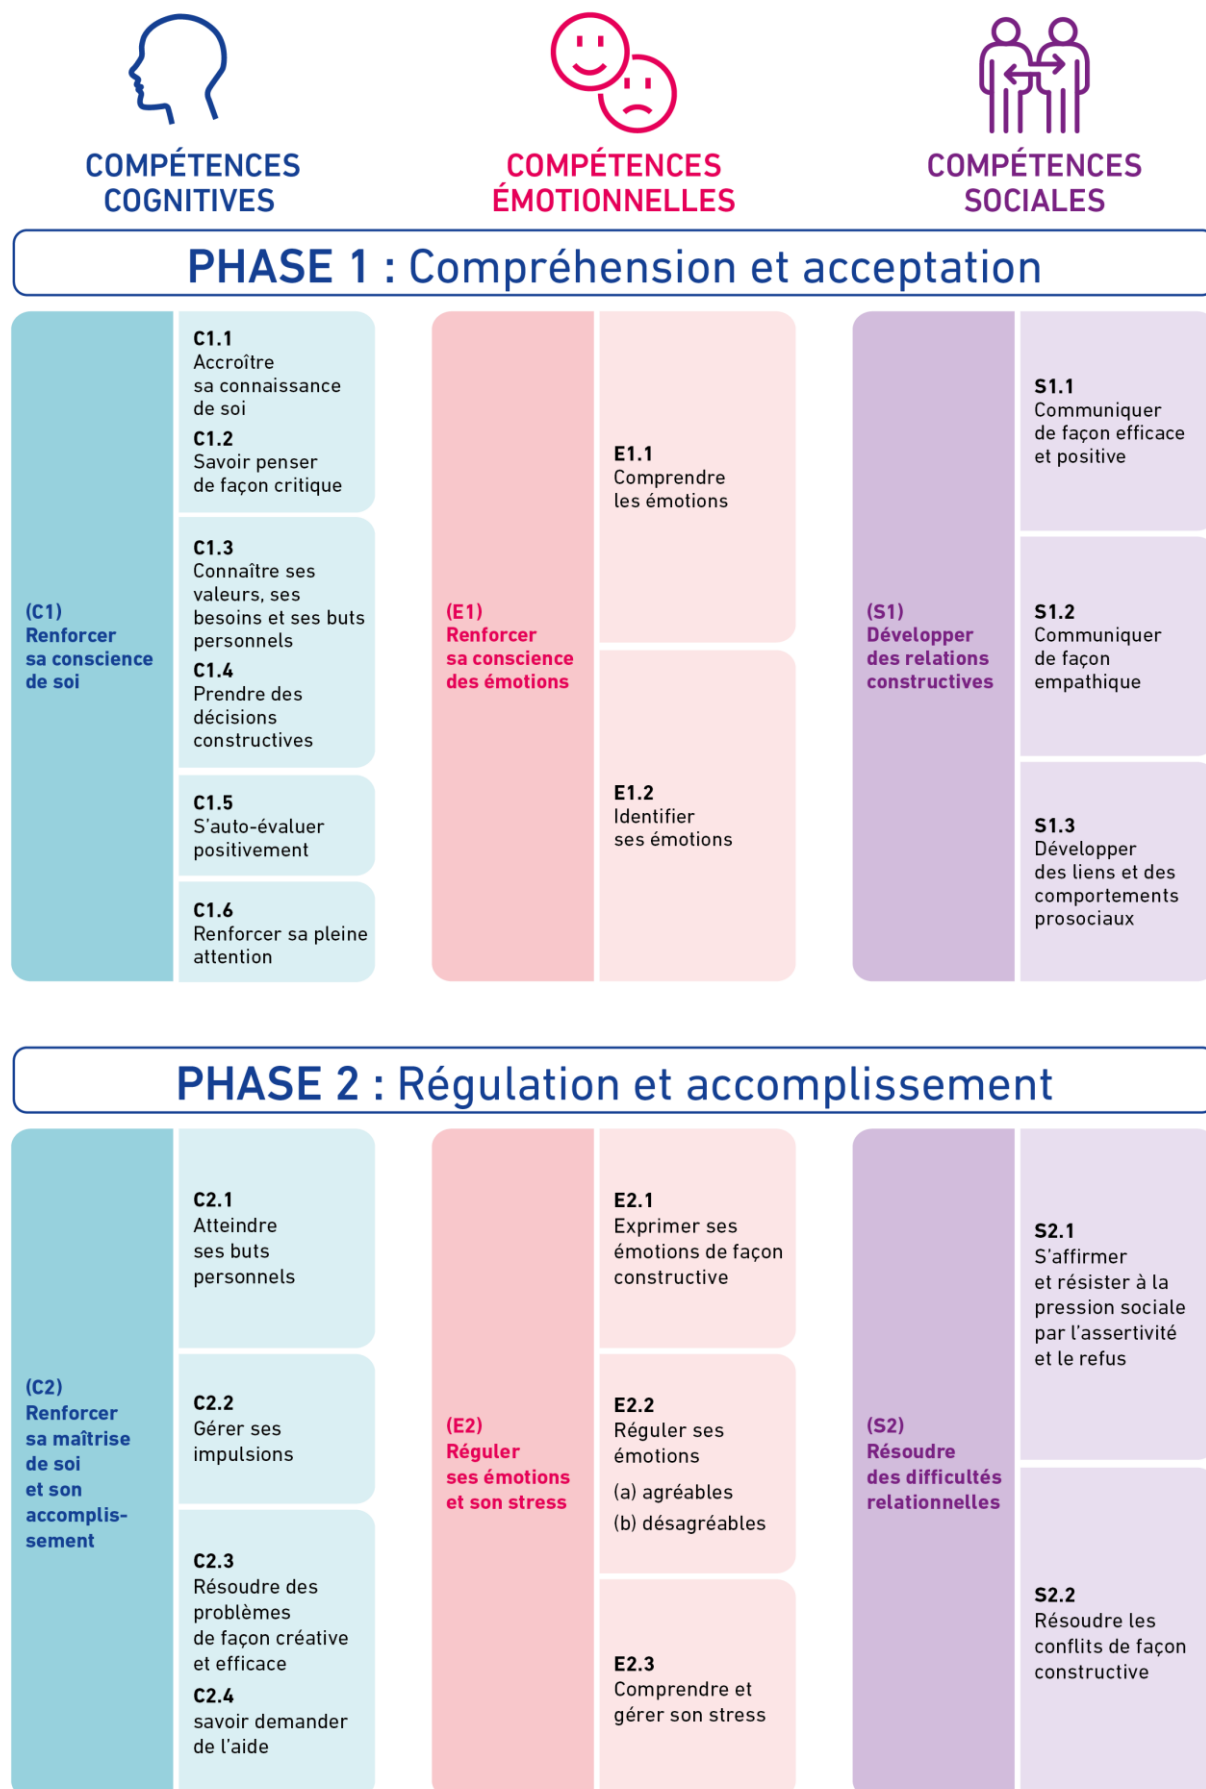 COMPÉTENCES
COGNITIVES
COMPÉTENCES
ÉMOTIONNELLES
COMPÉTENCES
SOCIALES
PHASE 1 : Compréhension et acceptation
(C1)
Renforcer
sa conscience
de soi
C1.1
Accroître
sa connaissance
de soi
C1.2
Savoir penser
de façon critique
C1.3
Connaître ses
valeurs, ses
besoins et ses buts
personnels
C1.4
Prendre des
décisions
constructives
C1.5
S'auto-évaluer
positivement
C1.6
Renforcer sa pleine
attention
(E1)
Renforcer
sa conscience
des émotions
E1.1
Comprendre
les émotions
E1.2
Identifier
ses émotions
(S1)
Développer
des relations
constructives
S1.1
Communiquer
de façon efficace
et positive
S1.2
Communiquer
de façon
empathique
S1.3
Développer
des liens et des
comportements
prosociaux
PHASE 2 : Régulation et accomplissement
(C2)
Renforcer
sa maîtrise
de soi
et son
accomplis-
sement
C2.1
Atteindre
ses buts
personnels
C2.2
Gérer ses
impulsions
C2.3
Résoudre des
problèmes
de façon créative
et efficace
C2.4
savoir demander
de l'aide
(E2)
Réguler
ses émotions
et son stress
E2.1
Exprimer ses
émotions de façon
constructive
E2.2
Réguler ses
émotions
(a) agréables
(b) désagréables
E2.3
Comprendre et
gérer son stress
(S2)
Résoudre
des difficultés
relationnelles
S2.1
S'affirmer
et résister à la
pression sociale
par l'assertivité
et le refus
S2.2
Résoudre les
conflits de façon
constructive